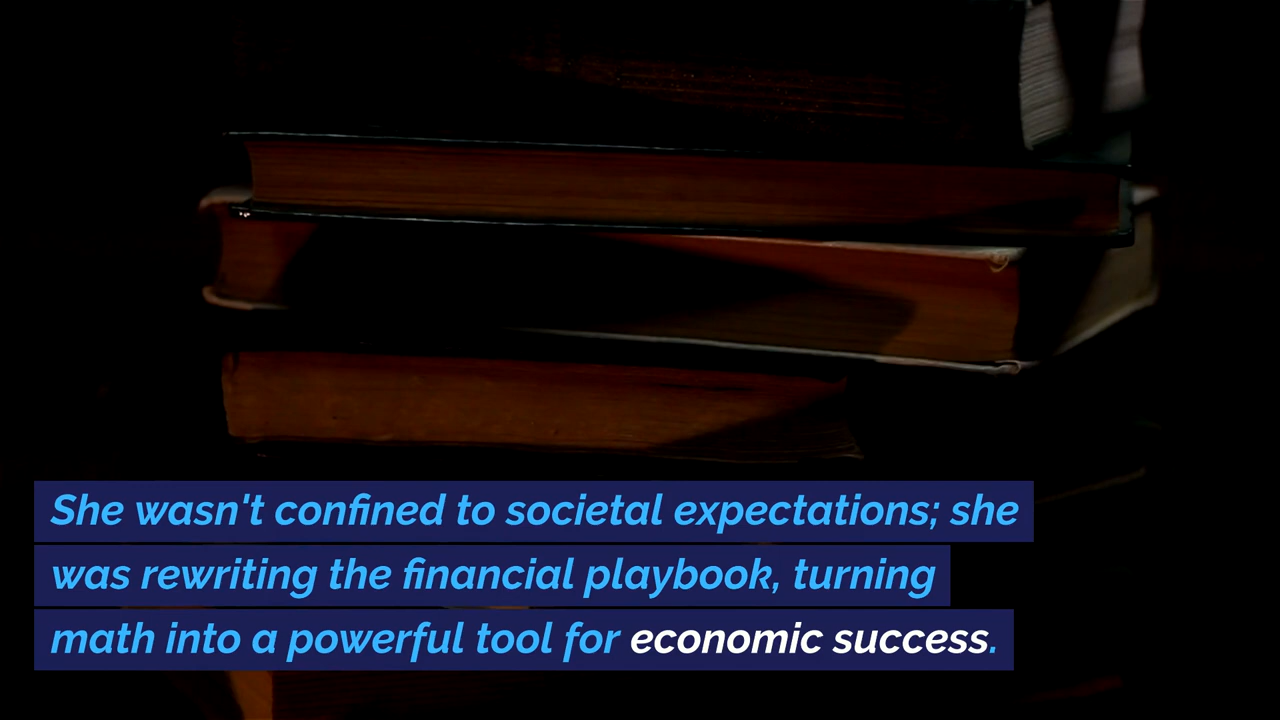 She wasn't confined to societal expectations; she
was rewriting the financial playbook, turning
math into a powerful tool for economic success.